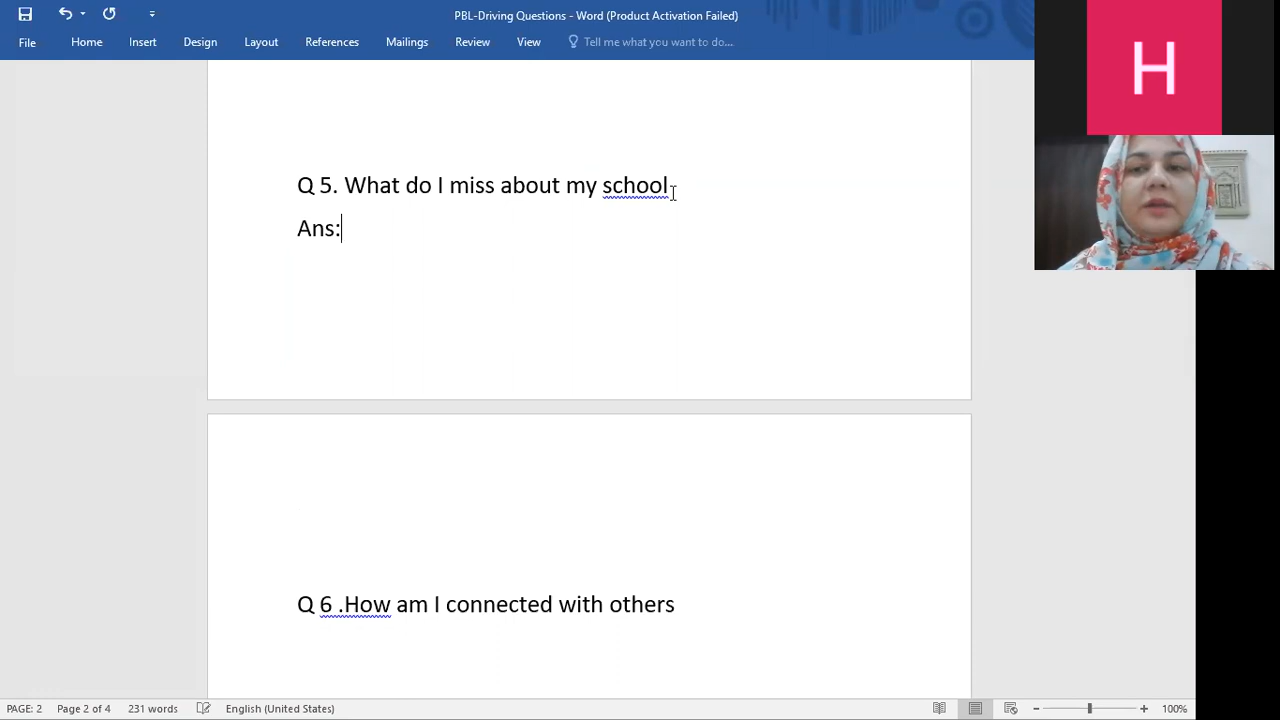 PBL-Driving Questions - Word (Product Activation Failed)
File Home Insert Design Layout References Mailings Review View Tell me what you want to do...
H
Q 5. What do I miss about my school
Ans:
Q 6 .How am I connected with others
PAGE: 2 Page 2 of 4 231 words English (United States) 100%